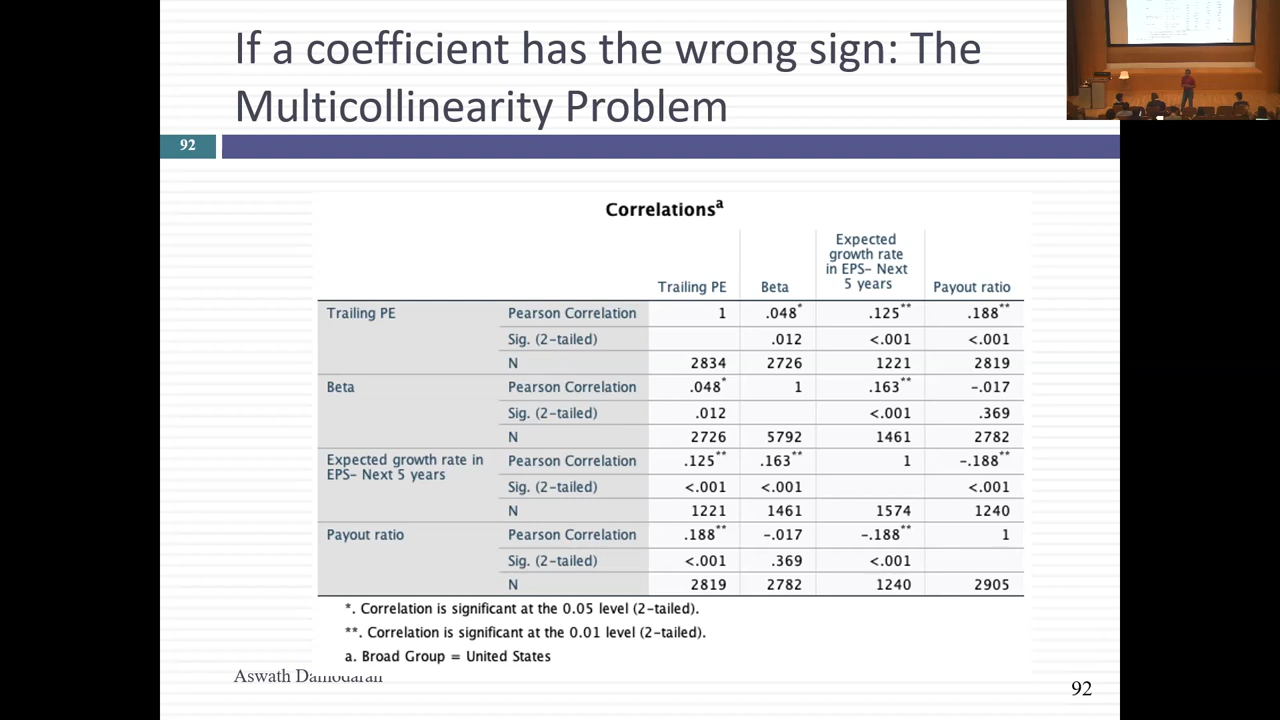 If a coefficient has the wrong sign: The
Multicollinearity Problem
92
Correlationsa
Trailing PE Beta Expected growth rate in EPS– Next 5 years Payout ratio
Trailing PE Pearson Correlation 1 .048* .125** .188**
Sig. (2-tailed) .012 <.001 <.001
N 2834 2726 1221 2819
Beta Pearson Correlation .048* 1 .163** -.017
Sig. (2-tailed) .012 <.001 .369
N 2726 5792 1461 2782
Expected growth rate in EPS– Next 5 years Pearson Correlation .125** .163** 1 -.188**
Sig. (2-tailed) <.001 <.001 <.001
N 1221 1461 1574 1240
Payout ratio Pearson Correlation .188** -.017 -.188** 1
Sig. (2-tailed) <.001 .369 <.001
N 2819 2782 1240 2905
*. Correlation is significant at the 0.05 level (2-tailed).
**. Correlation is significant at the 0.01 level (2-tailed).
a. Broad Group = United States
Aswath Damodaran
92